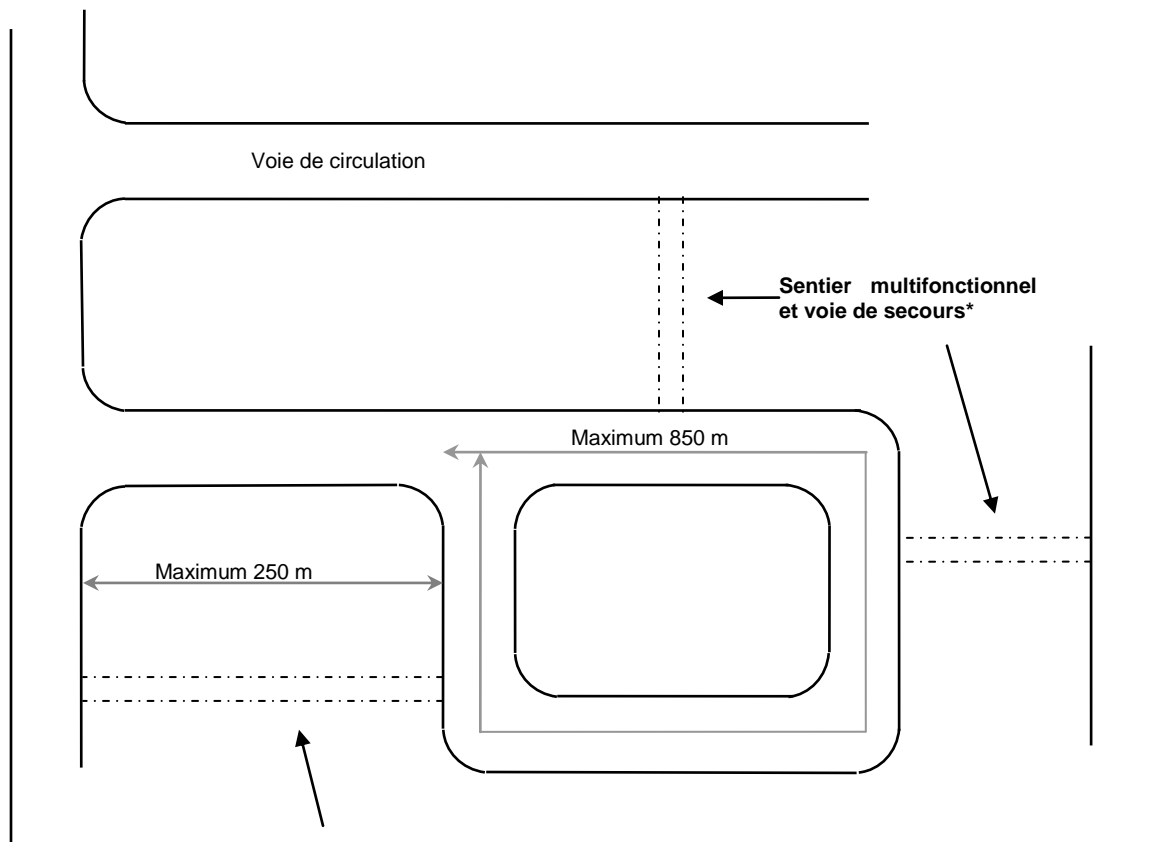 Voie de circulation
Sentier multifonctionnel
et voie de secours*
Maximum 850 m
Maximum 250 m